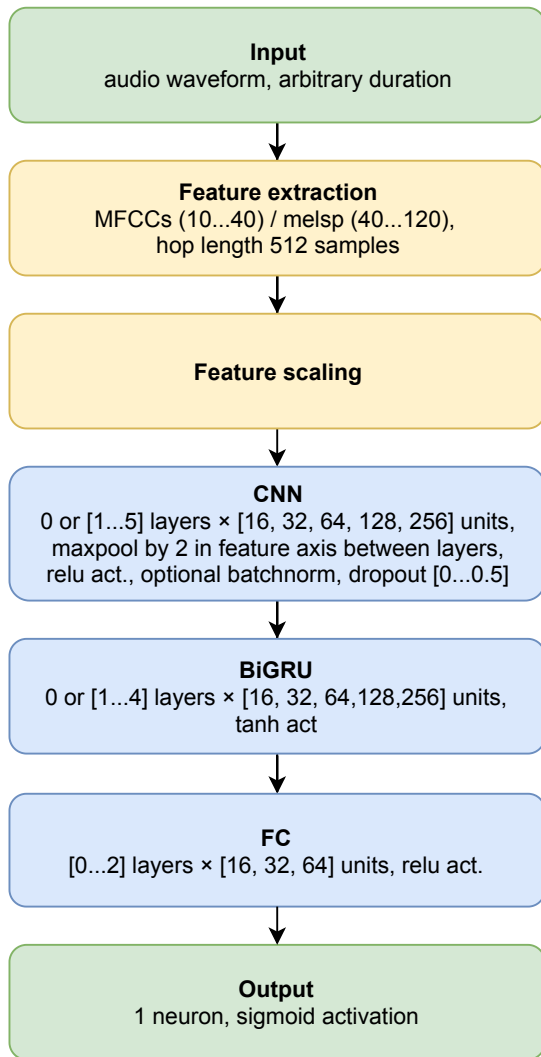 Input
audio waveform, arbitrary duration
Feature extraction
MFCCs (10...40) / melsp (40...120),
hop length 512 samples
Feature scaling
CNN
0 or [1...5] layers × [16, 32, 64, 128, 256] units,
maxpool by 2 in feature axis between layers,
relu act., optional batchnorm, dropout [0...0.5]
BiGRU
0 or [1...4] layers × [16, 32, 64,128,256] units,
tanh act
FC
[0...2] layers × [16, 32, 64] units, relu act.
Output
1 neuron, sigmoid activation